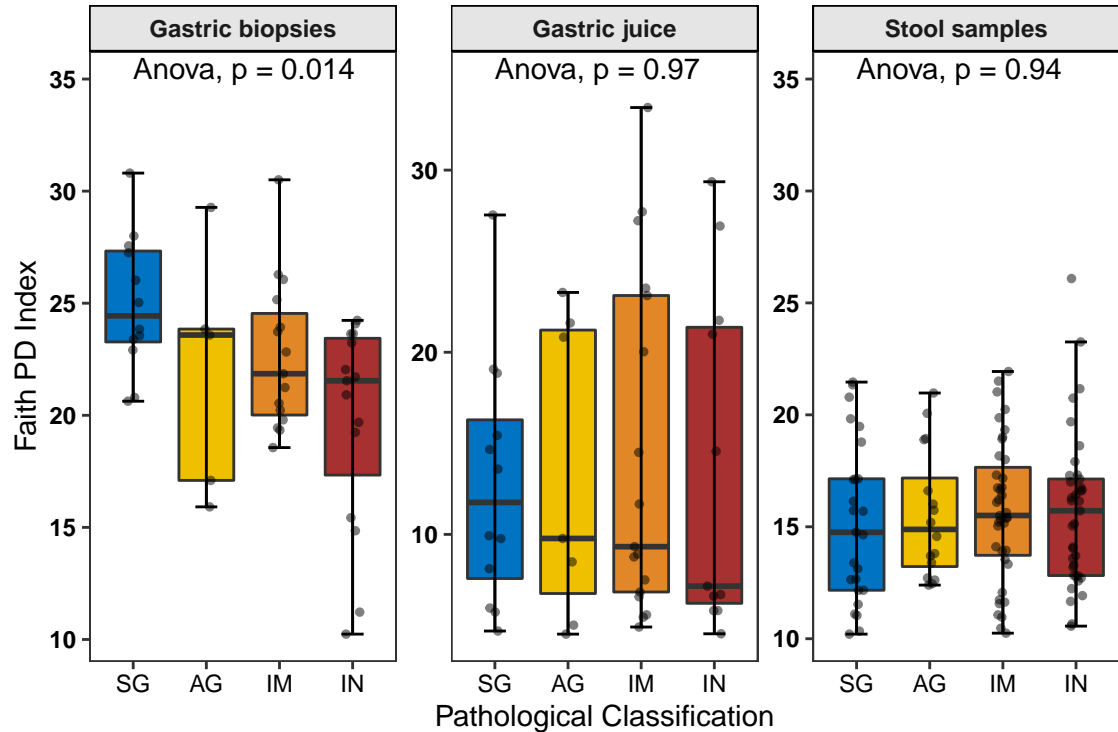 Gastric biopsies
Gastric juice
Stool samples
Anova, p = 0.014
Anova, p = 0.97
Anova, p = 0.94
Faith PD Index
35
30
25
20
15
10
30
20
10
35
30
25
20
15
10
SG AG IM IN
SG AG IM IN
SG AG IM IN
Pathological Classification